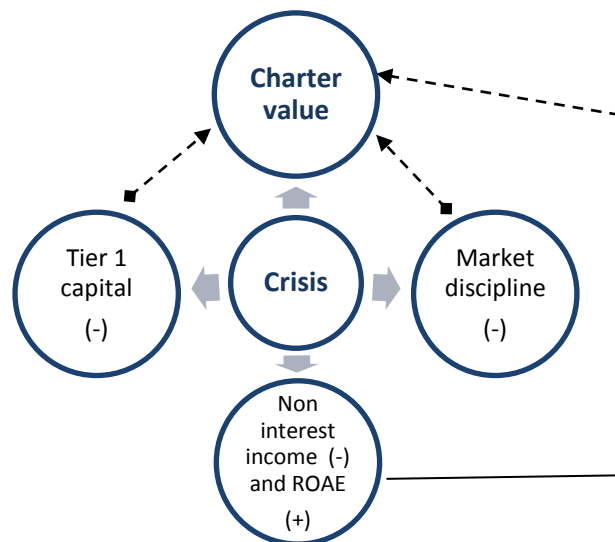 Charter
value
Tier 1
capital
(-)
Crisis
Market
discipline
(-)
Non
interest
income (-)
and ROAE
(+)